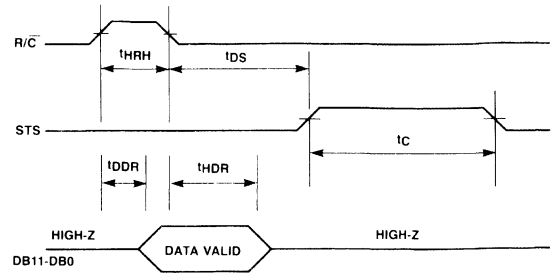 R/C̅
tHRH
tDS
STS
tC
tDDR
tHDR
HIGH-Z
DATA VALID
HIGH-Z
DB11-DB0